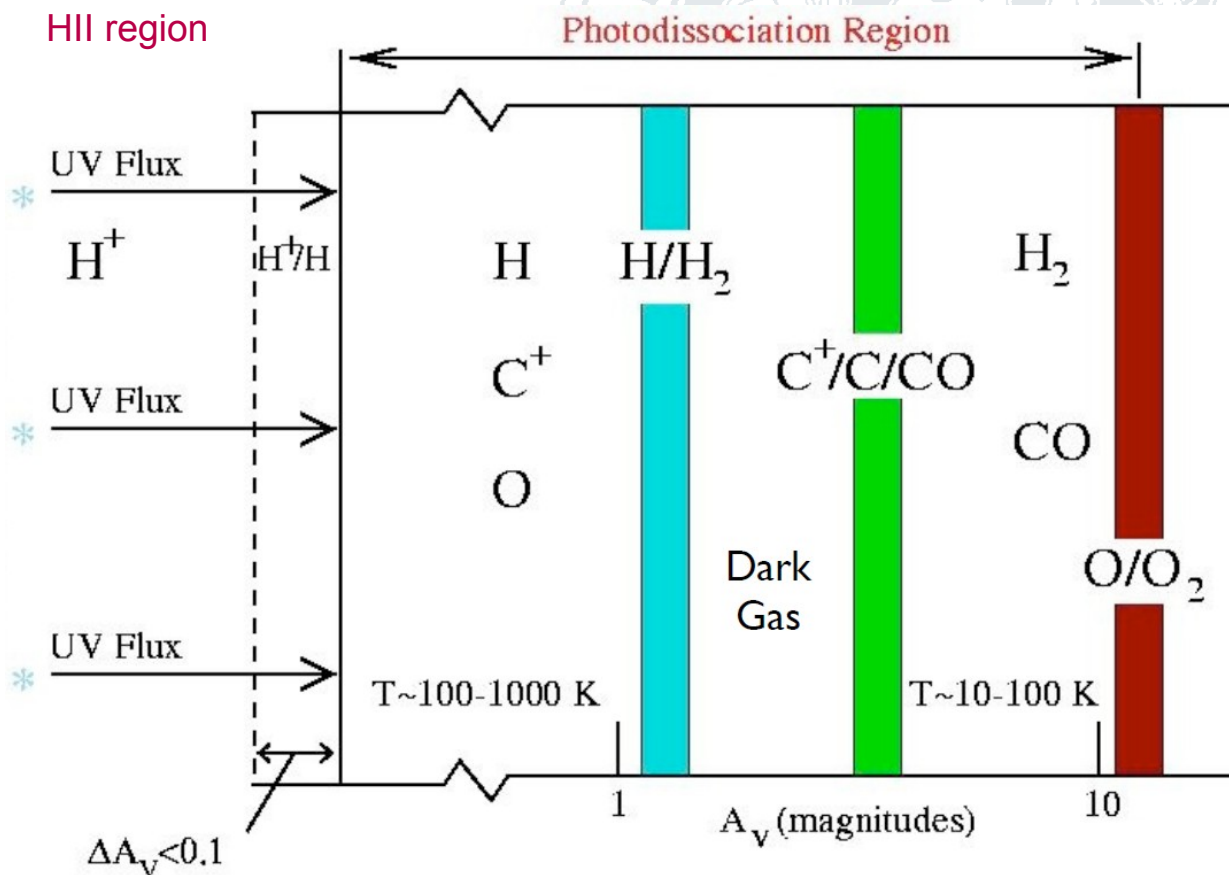 HII region
Photodissociation Region
UV Flux
H⁺
H⁺/H
H
H/H₂
H₂
C⁺
C⁺/C/CO
UV Flux
CO
O
O/O₂
Dark
Gas
UV Flux
T~100-1000 K
T~10-100 K
1
10
Aᵥ (magnitudes)
ΔAᵥ<0.1